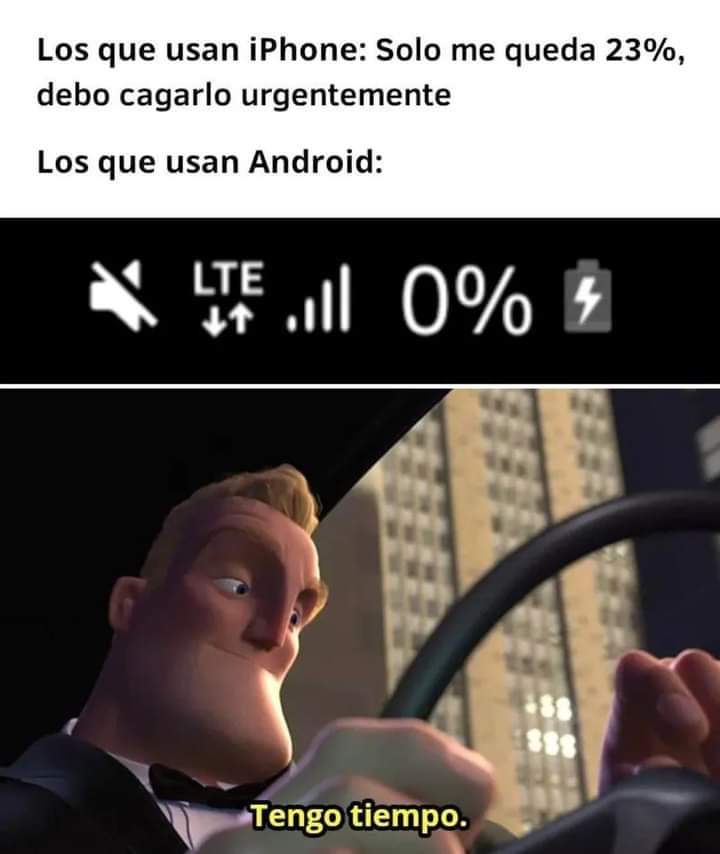 Los que usan iPhone: Solo me queda 23%,
debo cagarlo urgentemente
Los que usan Android:
LTE 0%
Tengo tiempo.